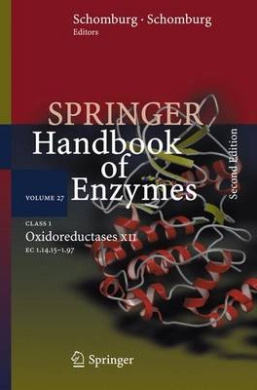 Schomburg · Schomburg
Editors
SPRINGER
Handbook
of
Enzymes
Second Edition
VOLUME 27
CLASS 1
Oxidoreductases XII
EC 1.14.15–1.97
Springer